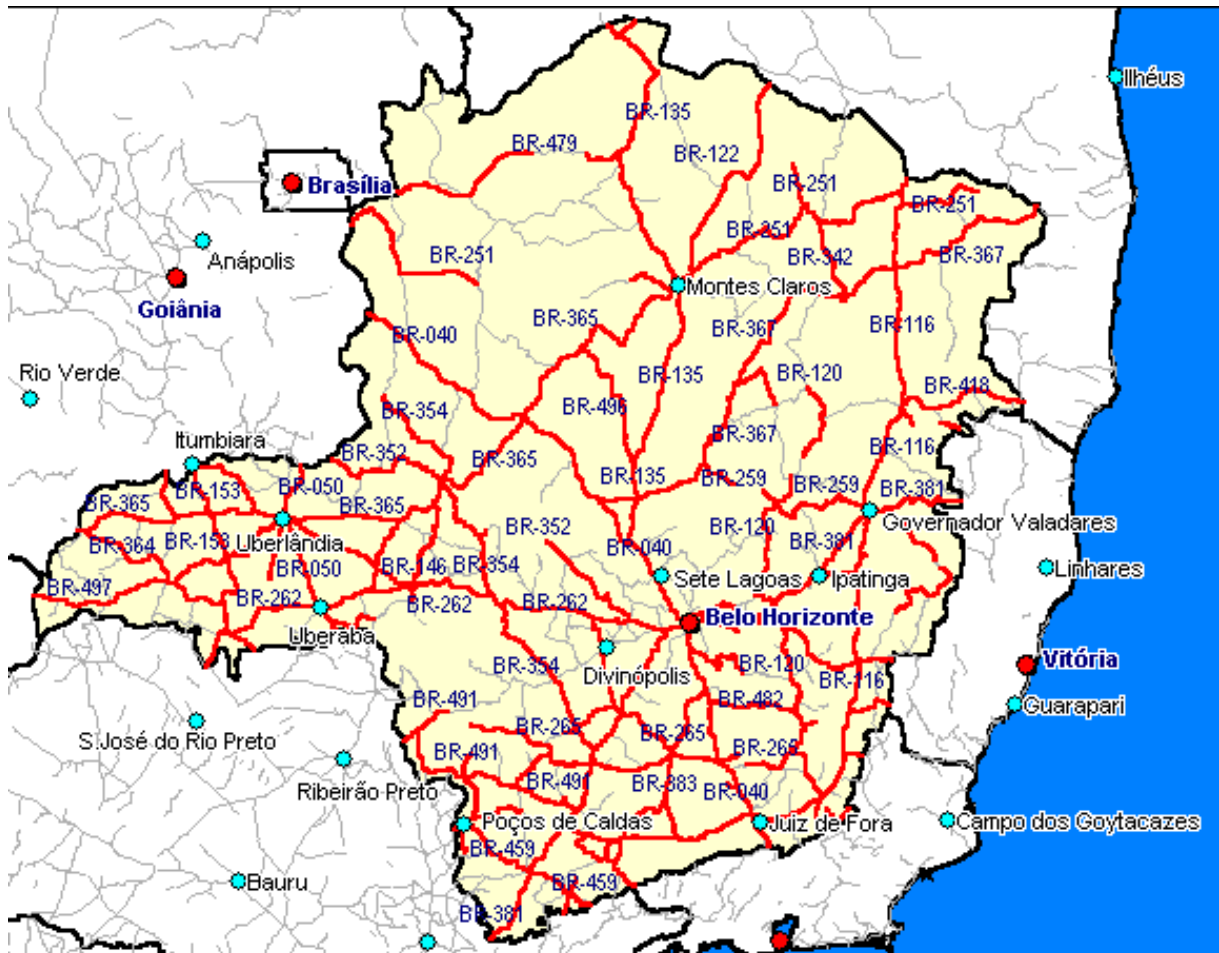 Ilhéus
BR-135
BR-479
BR-122
BR-251
Brasília
BR-251
BR-251
Anápolis
BR-251
BR-342
BR-367
Goiânia
Montes Claros
BR-365
BR-367
BR-116
BR-040
Rio Verde
BR-135
BR-120
BR-418
BR-354
BR-496
BR-367
Itumbiara
BR-352
BR-365
BR-116
BR-135
BR-259
BR-259
BR-381
BR-153
BR-050
BR-365
BR-365
BR-352
BR-120
Governador Valadares
BR-364
BR-153
Uberlândia
BR-040
BR-381
BR-050
BR-146
BR-354
Sete Lagoas
Ipatinga
Linhares
BR-497
BR-262
BR-262
BR-262
Belo Horizonte
Uberaba
BR-354
Divinópolis
BR-120
BR-116
Vitória
BR-491
BR-482
Guarapari
S.José do Rio Preto
BR-265
BR-265
BR-265
BR-491
BR-491
BR-383
BR-040
Ribeirão Preto
Poços de Caldas
Juiz de Fora
Campo dos Goytacazes
BR-459
Bauru
BR-459
BR-381